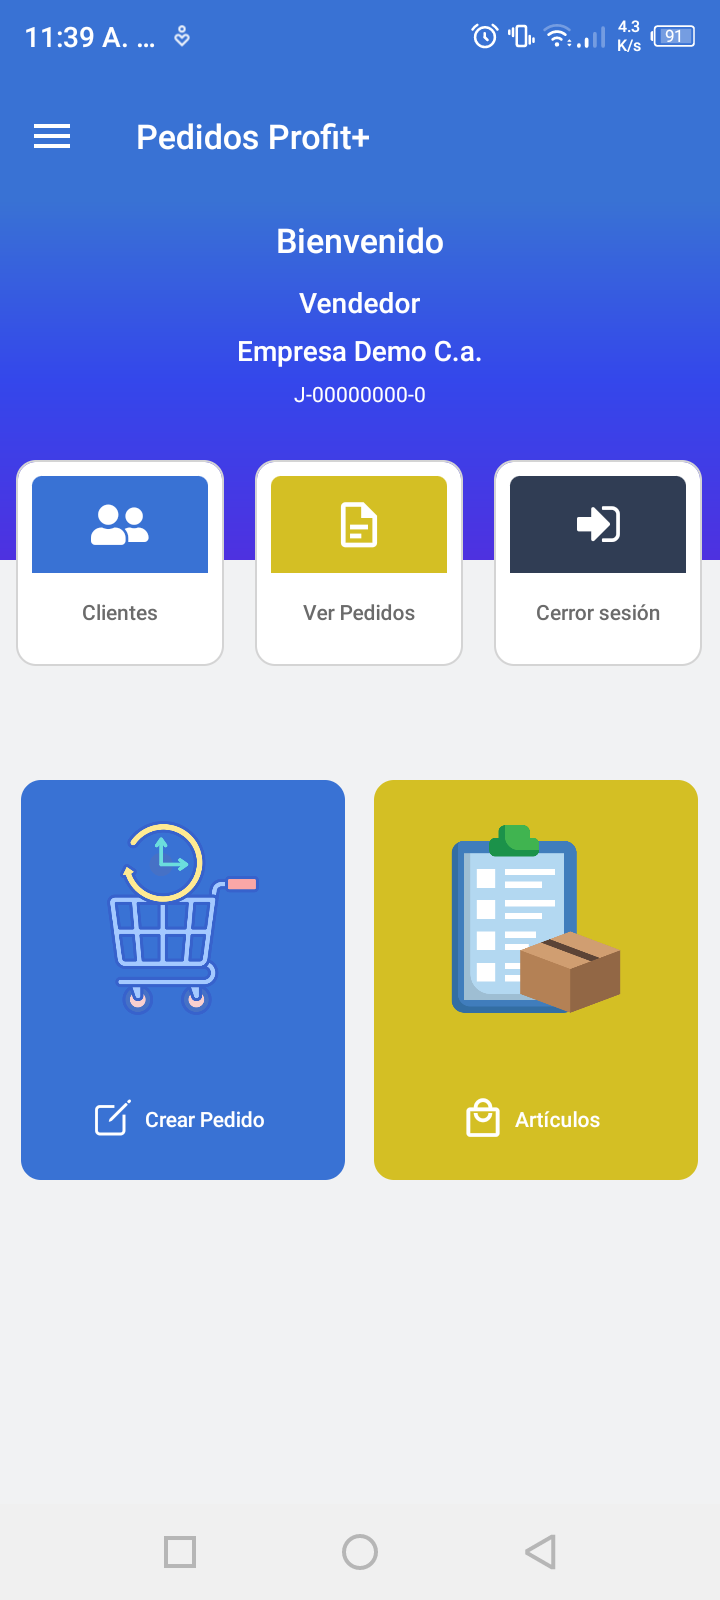 11:39 A. ...
4.3
K/s
91
Pedidos Profit+
Bienvenido
Vendedor
Empresa Demo C.a.
J-00000000-0
Clientes
Ver Pedidos
Cerror sesión
Crear Pedido
Artículos